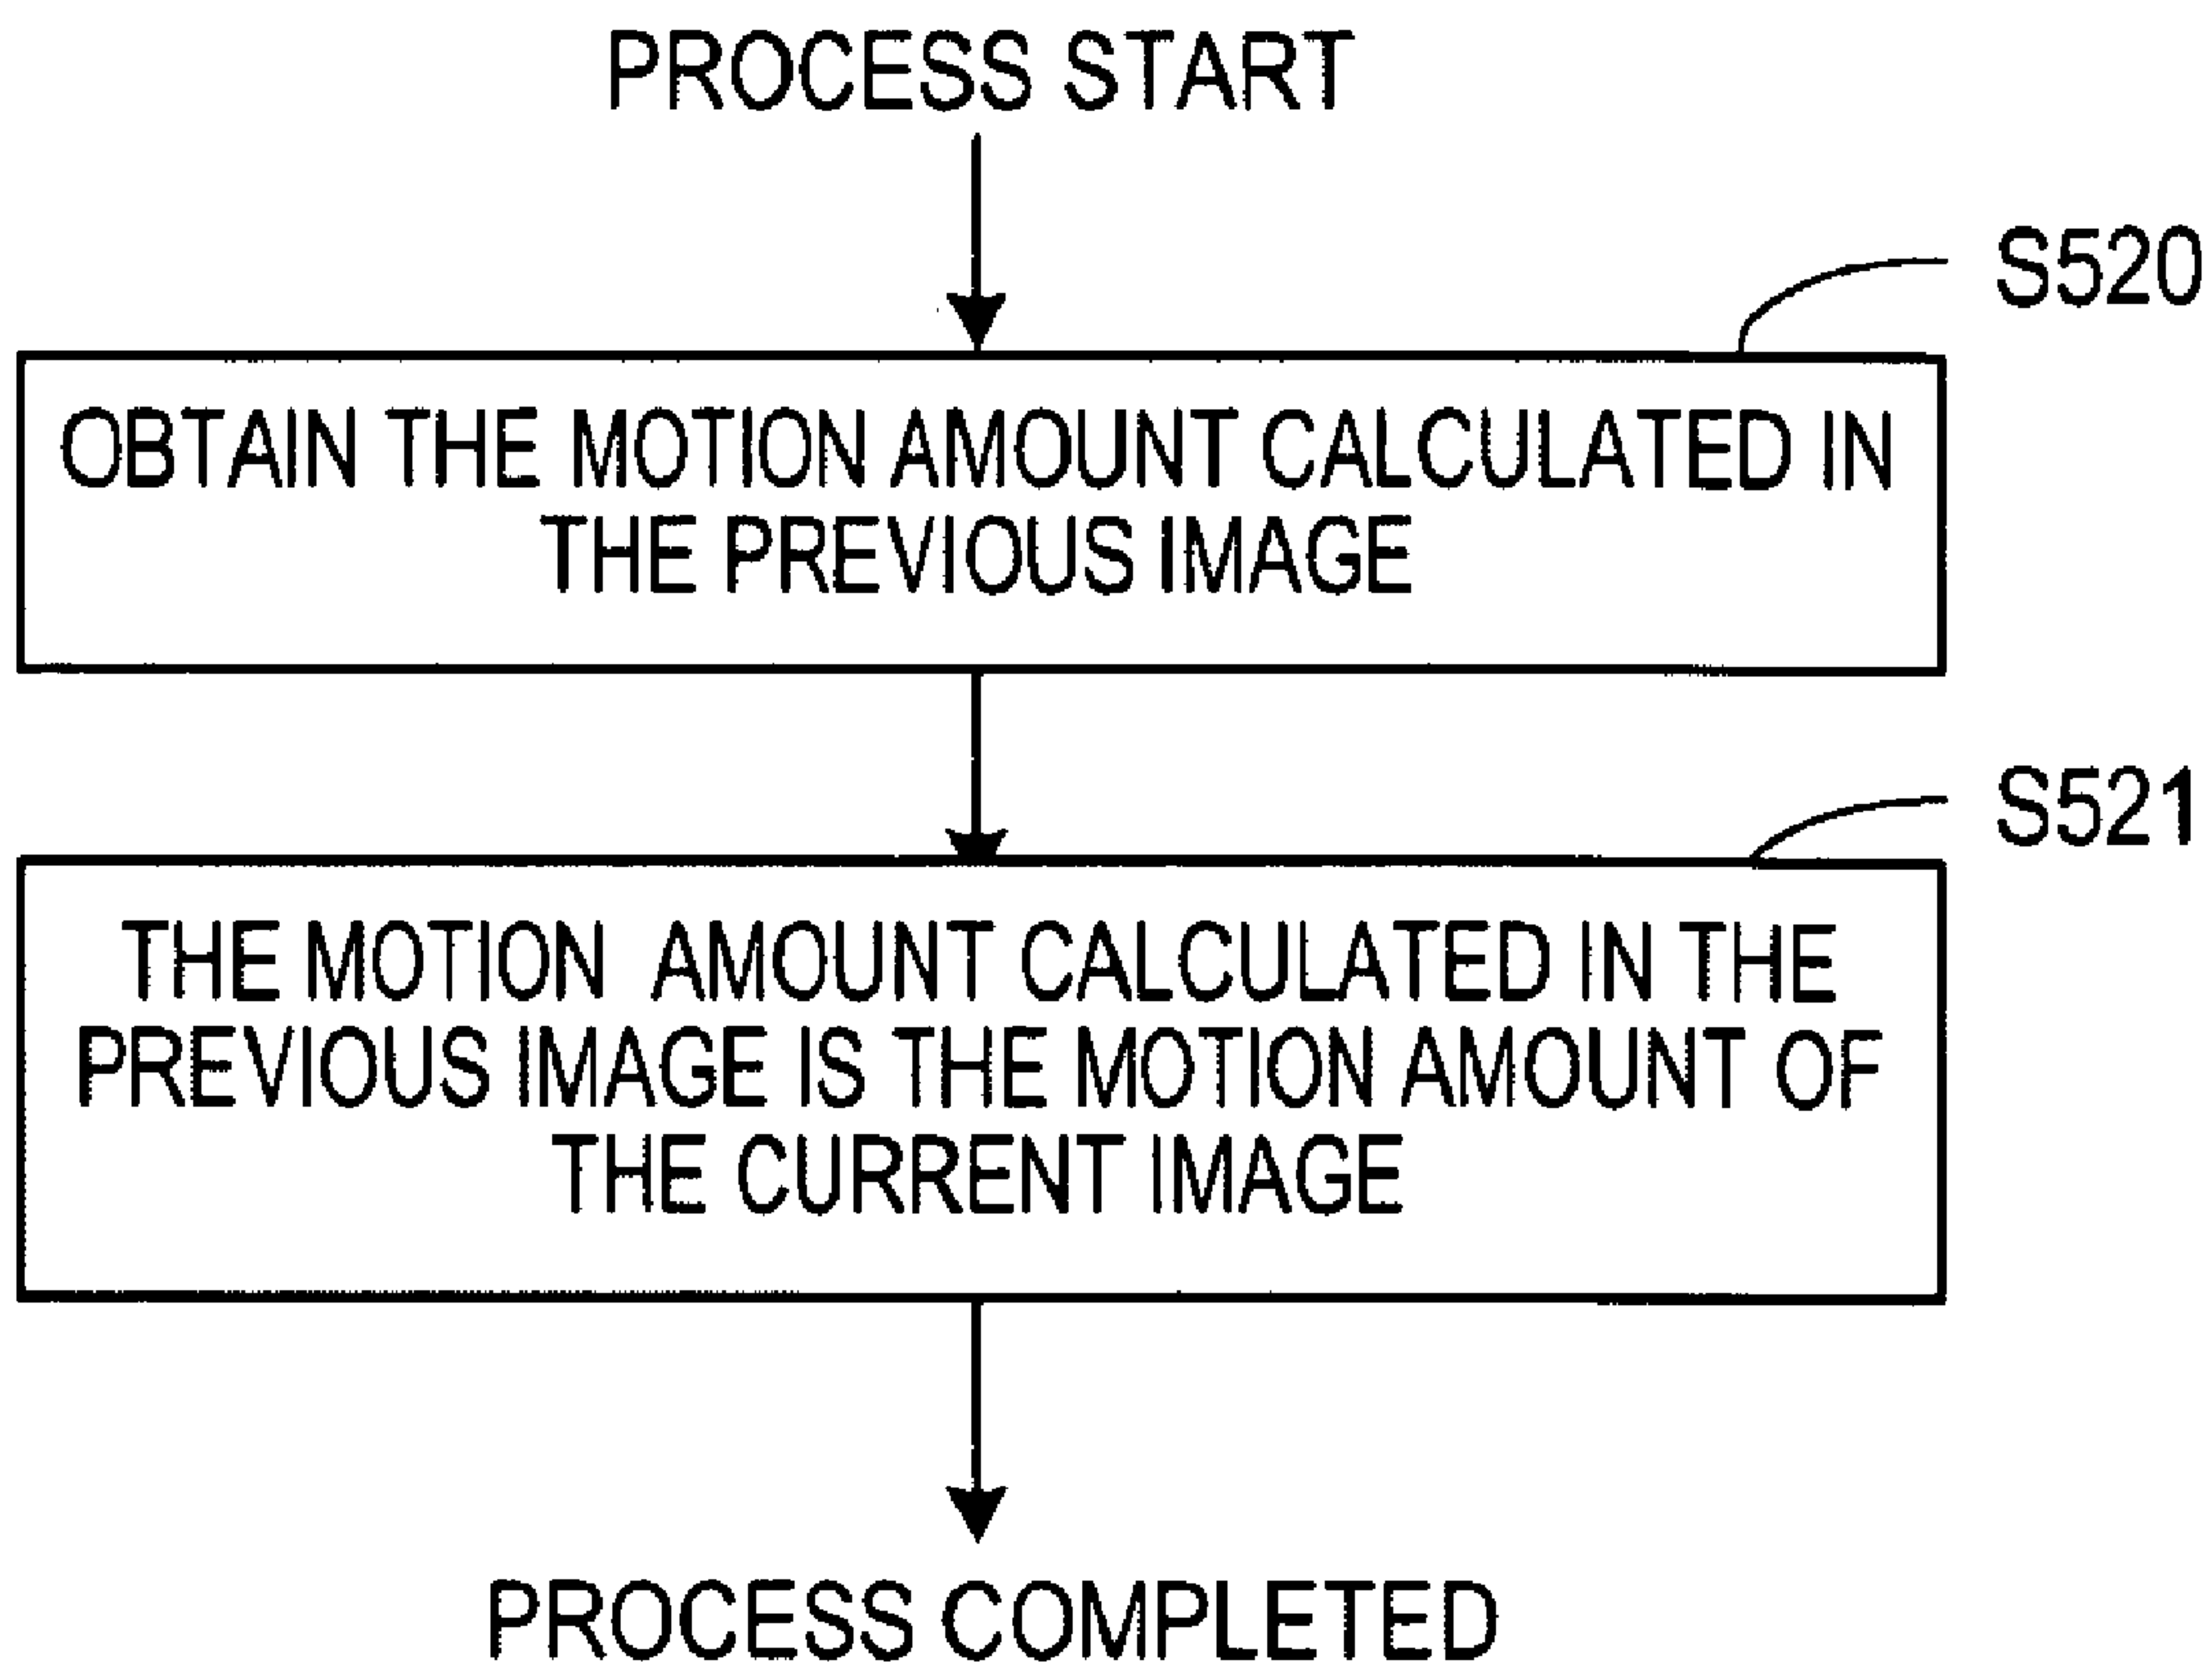 PROCESS START
S520
OBTAIN THE MOTION AMOUNT CALCULATED IN
THE PREVIOUS IMAGE
S521
THE MOTION AMOUNT CALCULATED IN THE
PREVIOUS IMAGE IS THE MOTION AMOUNT OF
THE CURRENT IMAGE
PROCESS COMPLETED